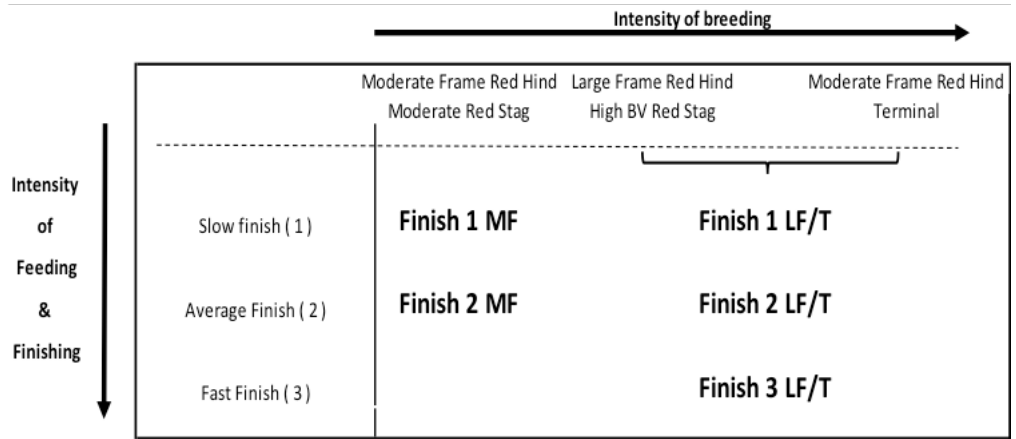 Intensity of breeding
Moderate Frame Red Hind Large Frame Red Hind Moderate Frame Red Hind
Moderate Red Stag High BV Red Stag Terminal
Intensity
of
Feeding
&
Finishing
Slow finish ( 1 ) Finish 1 MF Finish 1 LF/T
Average Finish ( 2 ) Finish 2 MF Finish 2 LF/T
Fast Finish ( 3 ) Finish 3 LF/T